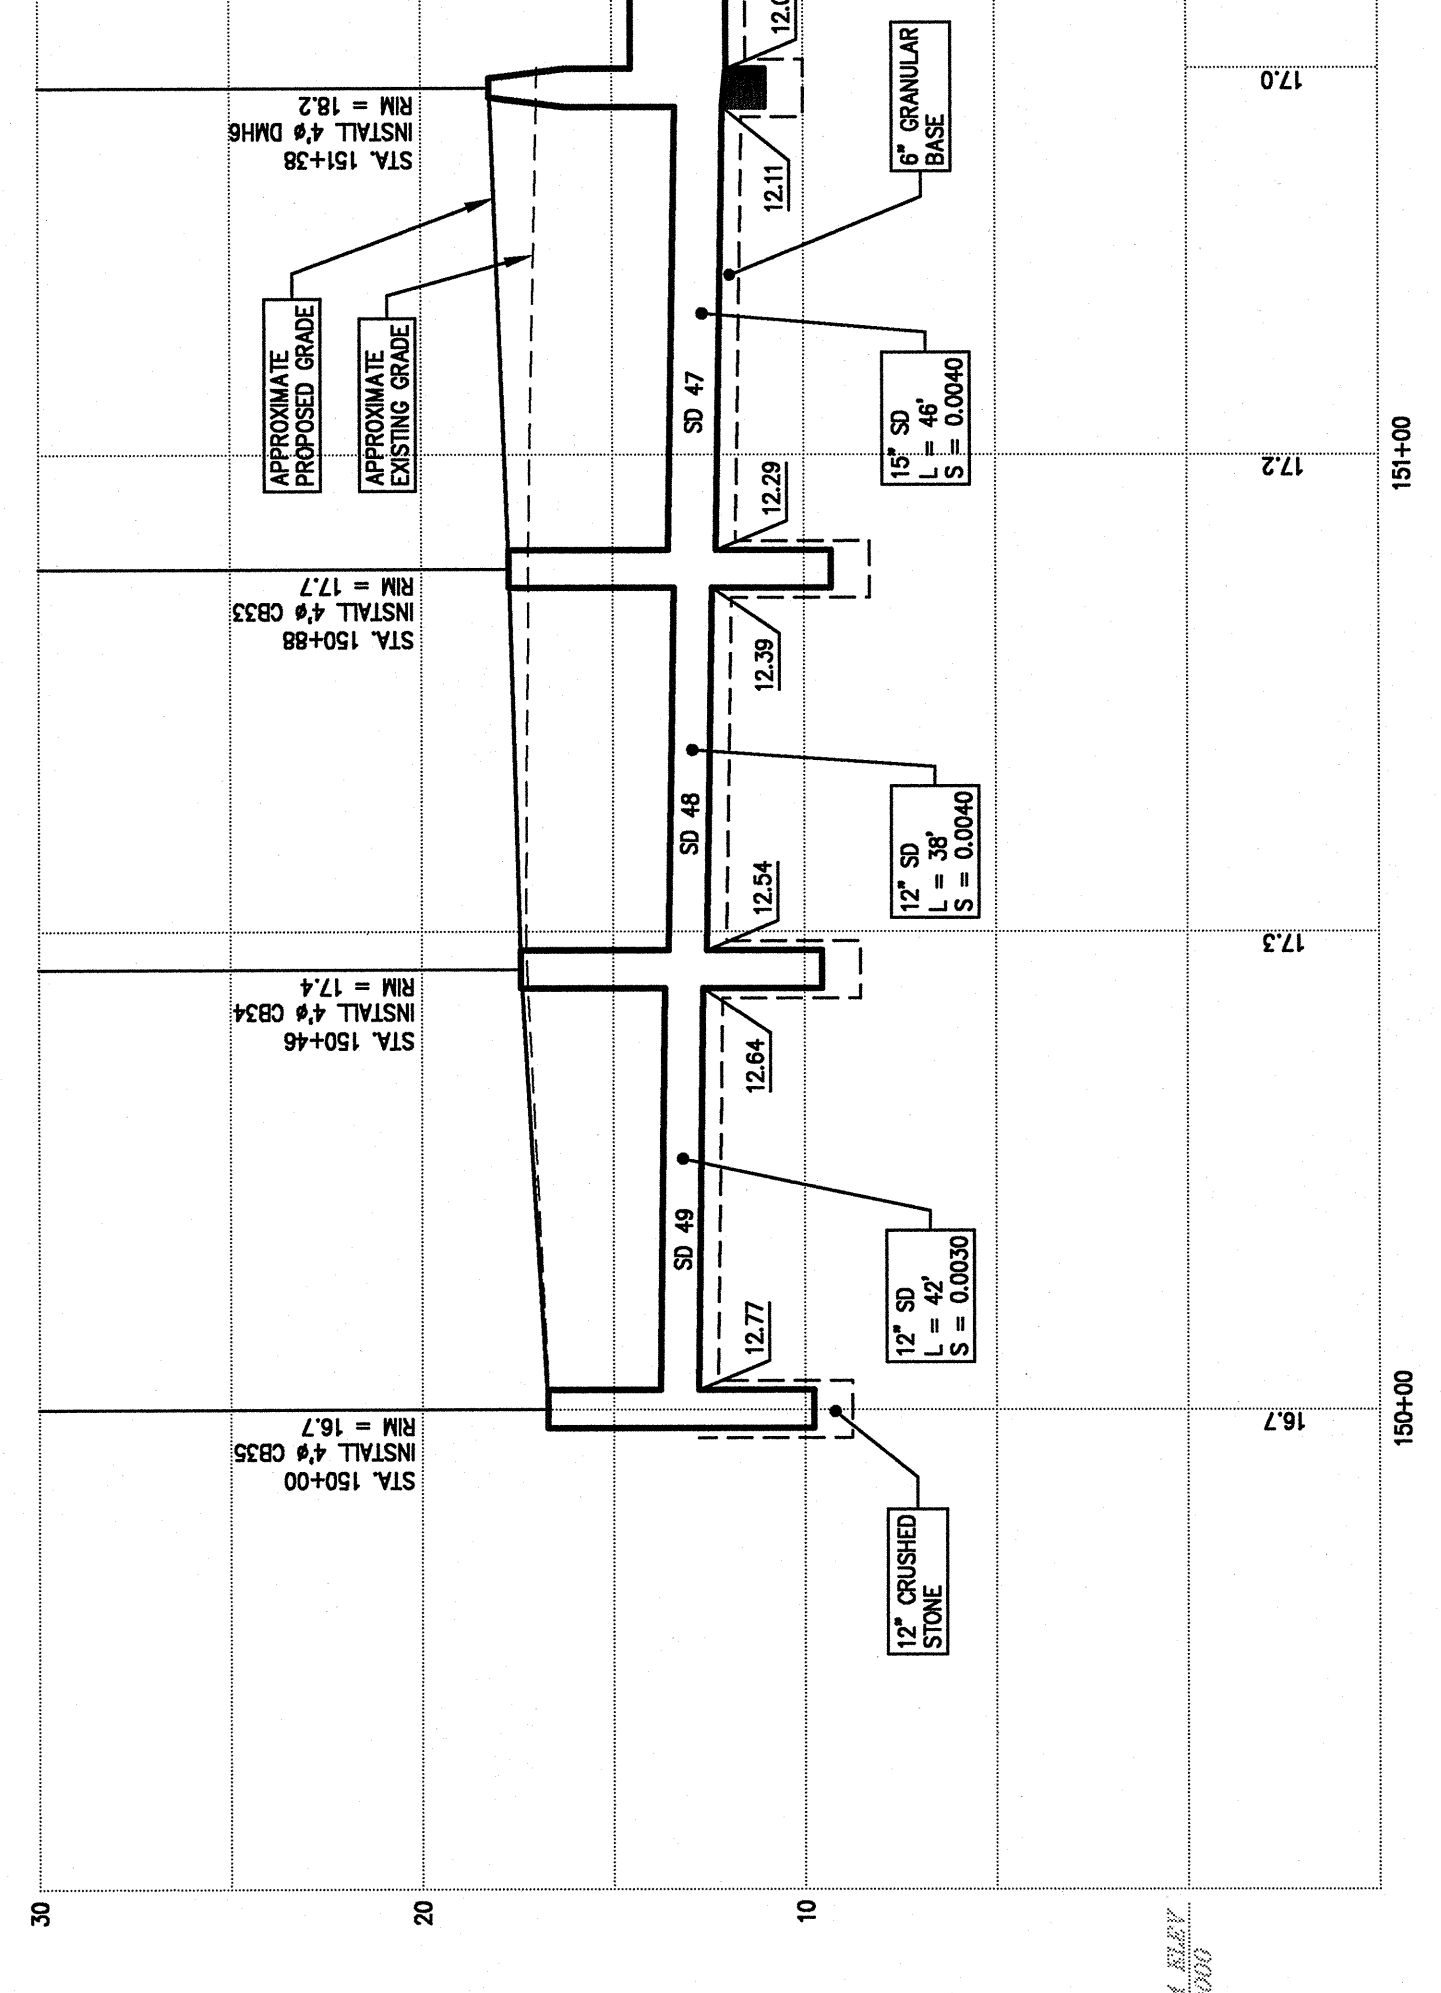 30
20
10
STA. 150+00
INSTALL 4'ø CB35
RIM = 16.7
STA. 150+46
INSTALL 4'ø CB34
RIM = 17.4
STA. 150+88
INSTALL 4'ø CB33
RIM = 17.7
STA. 151+38
INSTALL 4'ø DMH6
RIM = 18.2
APPROXIMATE
PROPOSED GRADE
APPROXIMATE
EXISTING GRADE
SD 49
SD 48
SD 47
12.77
12.64
12.54
12.39
12.29
12.11
12" CRUSHED
STONE
12" SD
L = 42'
S = 0.0030
12" SD
L = 38'
S = 0.0040
15" SD
L = 46'
S = 0.0040
6" GRANULAR
BASE
16.7
17.3
17.2
17.0
150+00
151+00
ELEV